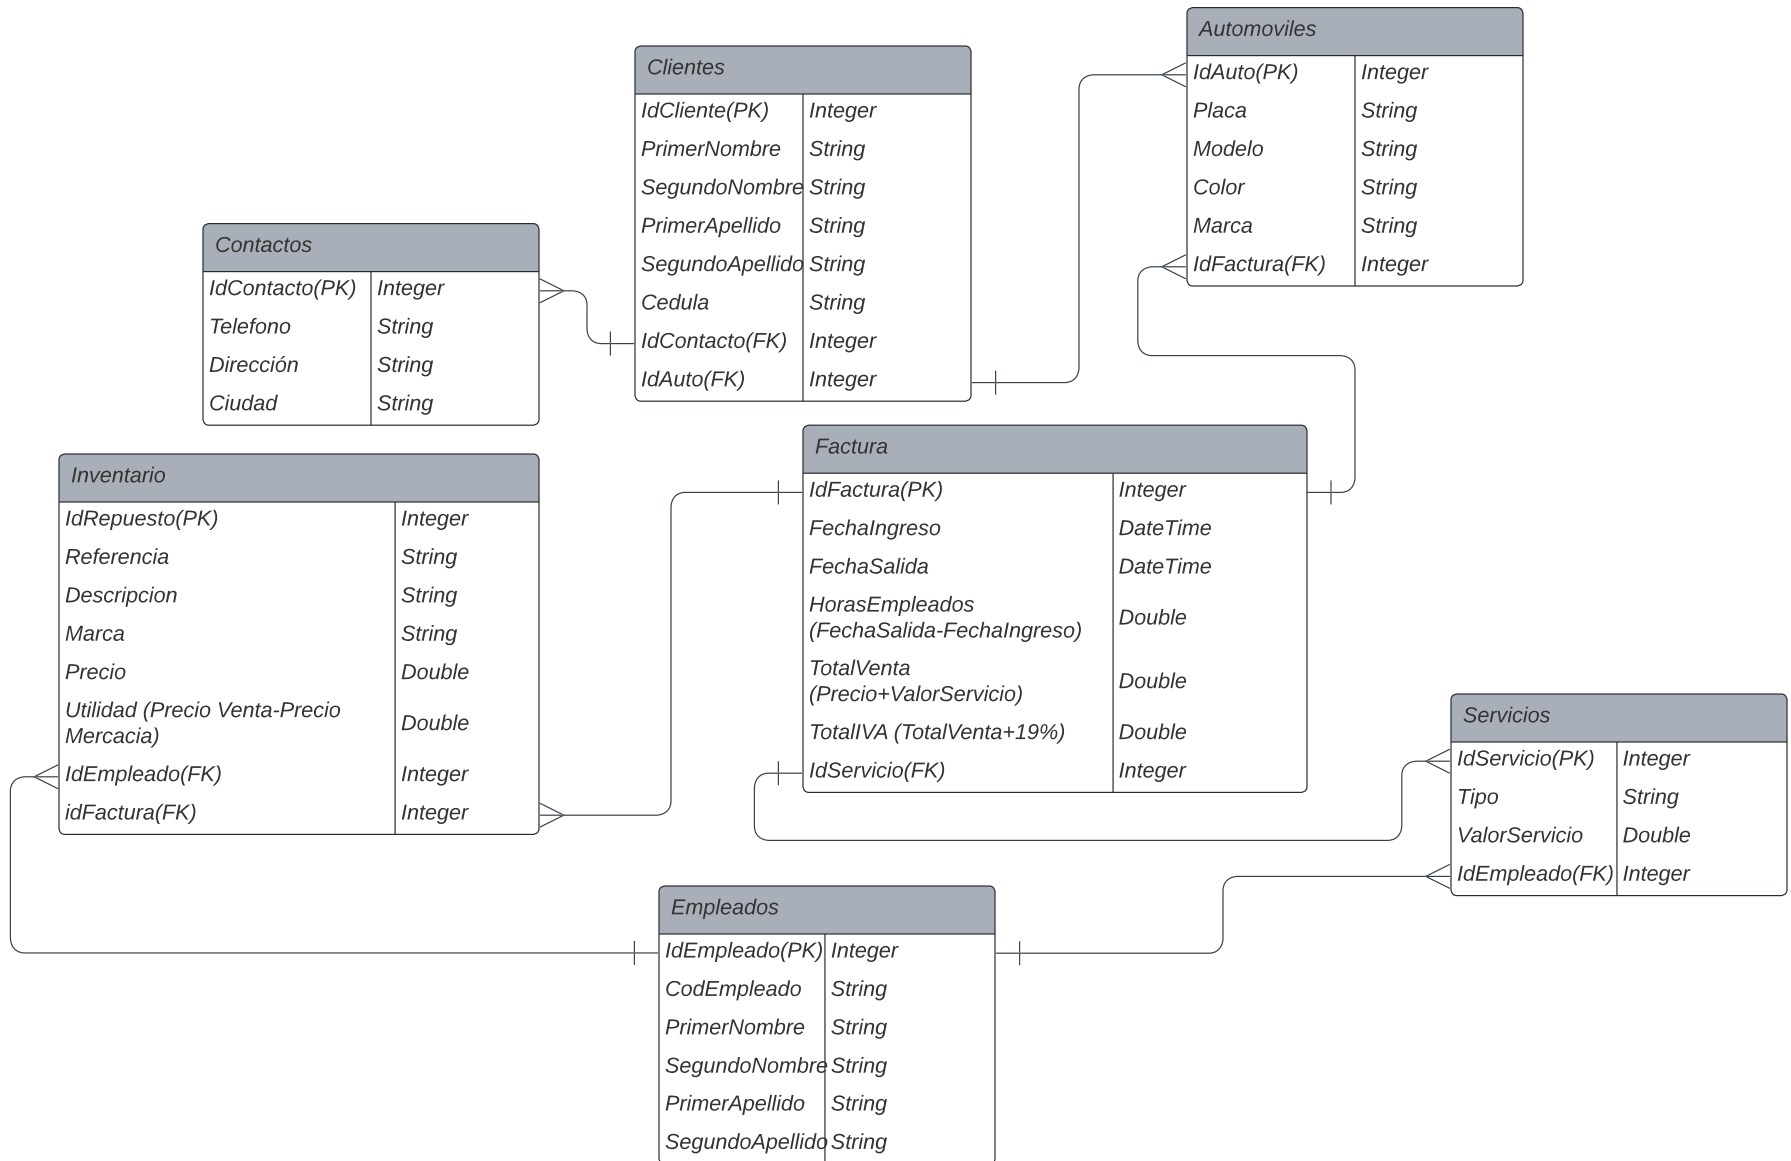 Automoviles
IdAuto(PK) Integer
Placa String
Modelo String
Color String
Marca String
IdFactura(FK) Integer
Clientes
IdCliente(PK) Integer
PrimerNombre String
SegundoNombre String
PrimerApellido String
SegundoApellido String
Cedula String
IdContacto(FK) Integer
IdAuto(FK) Integer
Contactos
IdContacto(PK) Integer
Telefono String
Dirección String
Ciudad String
Inventario
IdRepuesto(PK) Integer
Referencia String
Descripcion String
Marca String
Precio Double
Utilidad (Precio Venta-Precio
Mercacia) Double
IdEmpleado(FK) Integer
idFactura(FK) Integer
Factura
IdFactura(PK) Integer
FechaIngreso DateTime
FechaSalida DateTime
HorasEmpleados
(FechaSalida-FechaIngreso) Double
TotalVenta
(Precio+ValorServicio) Double
TotalIVA (TotalVenta+19%) Double
IdServicio(FK) Integer
Servicios
IdServicio(PK) Integer
Tipo String
ValorServicio Double
IdEmpleado(FK) Integer
Empleados
IdEmpleado(PK) Integer
CodEmpleado String
PrimerNombre String
SegundoNombre String
PrimerApellido String
SegundoApellido String